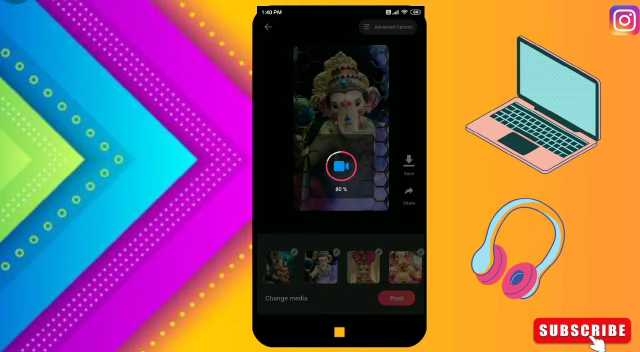 1:40 PM
Advanced Options
Save
80 %
Share
Change media
Post
SUBSCRIBE